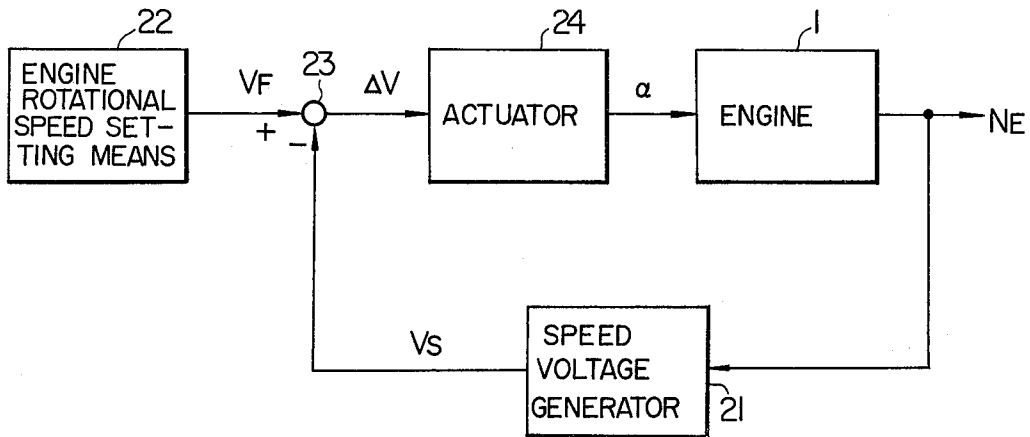 22
ENGINE
ROTATIONAL
SPEED SET-
TING MEANS
VF
+
-
23
ΔV
24
ACTUATOR
α
1
ENGINE
NE
VS
SPEED
VOLTAGE
GENERATOR
21